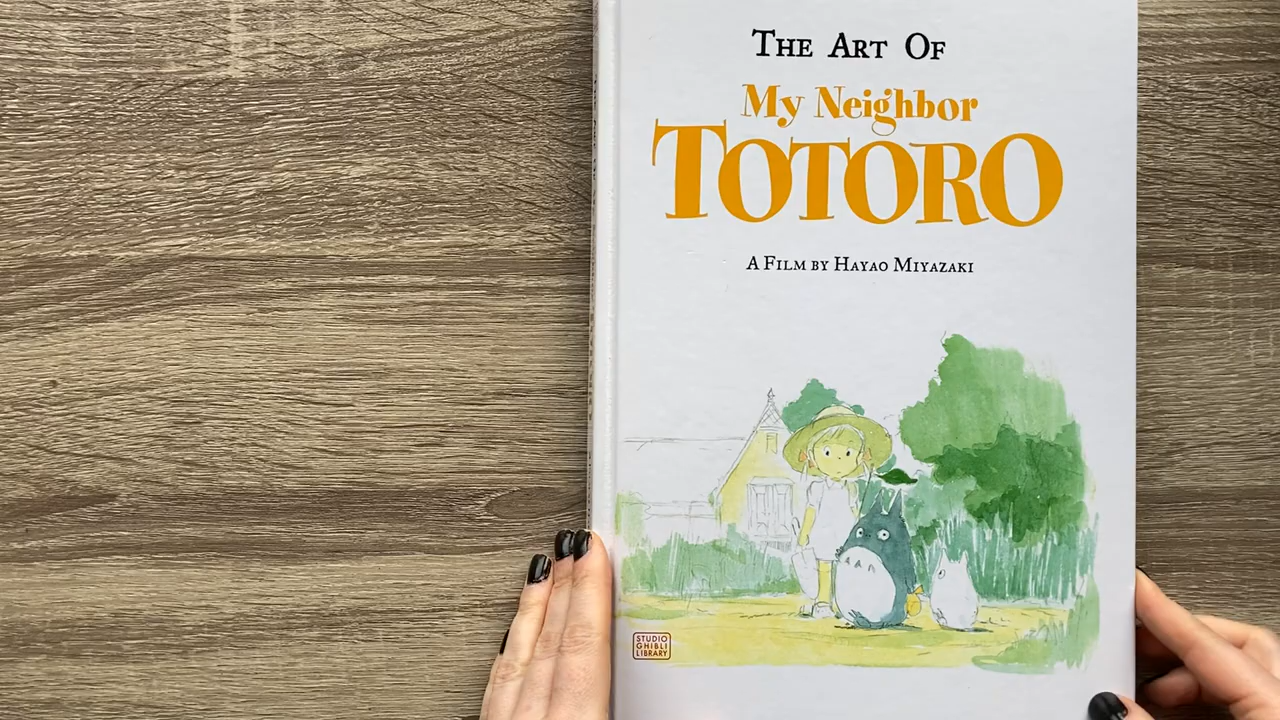 The Art Of
My Neighbor
TOTORO
A Film by Hayao Miyazaki
STUDIO
GHIBLI
LIBRARY